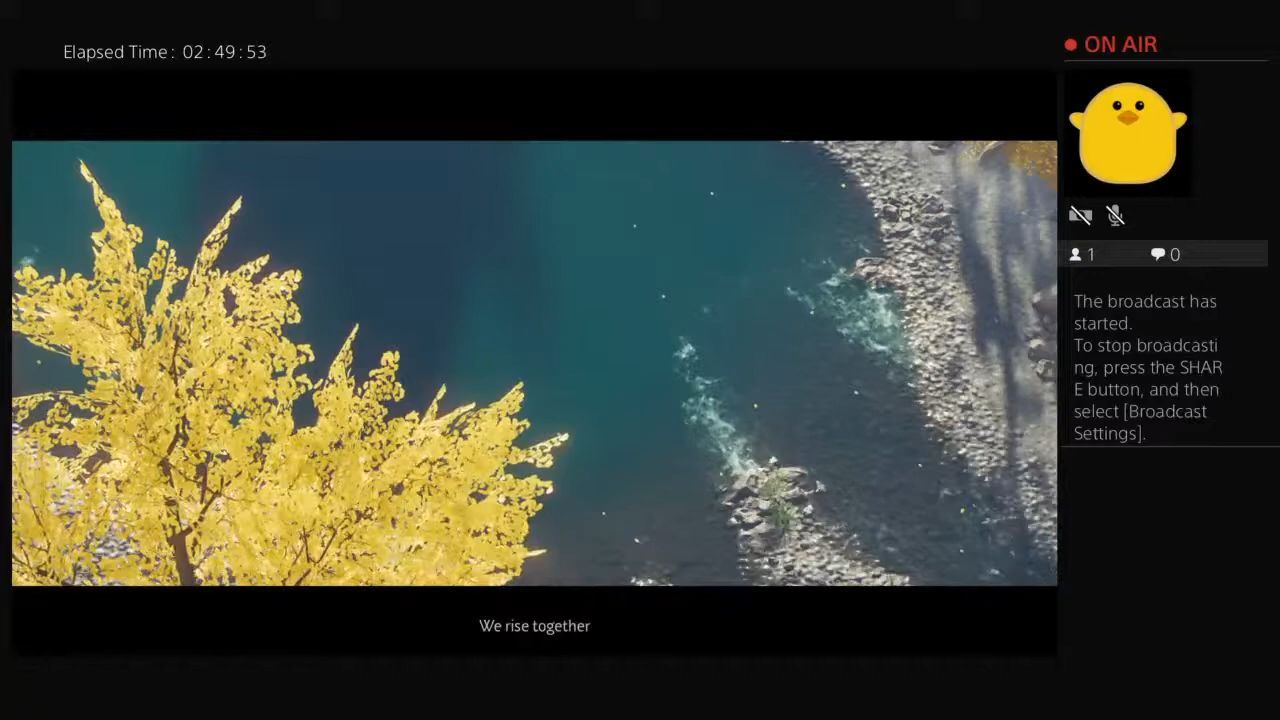 Elapsed Time: 02:49:53
ON AIR
1
0
The broadcast has
started.
To stop broadcasti
ng, press the SHAR
E button, and then
select [Broadcast
Settings].
We rise together